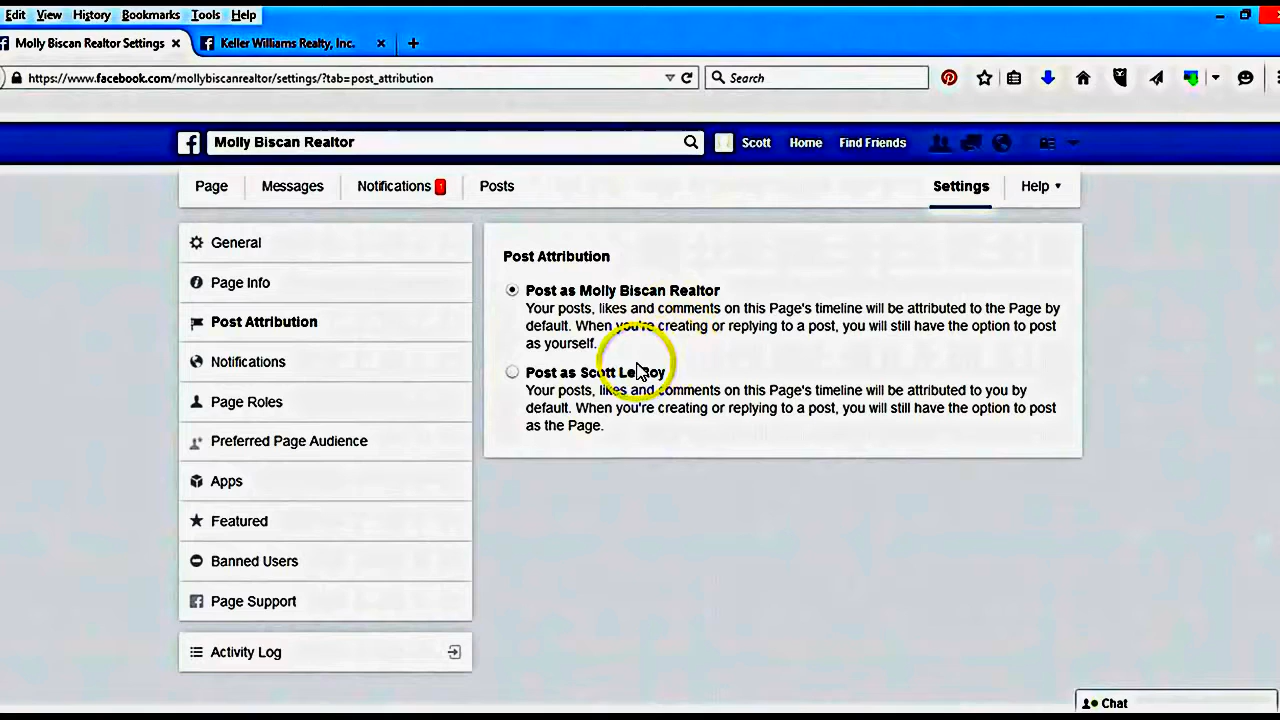 Edit View History Bookmarks Tools Help
Molly Biscan Realtor Settings × Keller Williams Realty, Inc. × +
https://www.facebook.com/mollybiscanrealtor/settings/?tab=post_attribution Search
Molly Biscan Realtor Scott Home Find Friends
Page Messages Notifications 1 Posts Settings Help
General
Page Info
Post Attribution
Notifications
Page Roles
Preferred Page Audience
Apps
Featured
Banned Users
Page Support
Activity Log
Post Attribution
Post as Molly Biscan Realtor
Your posts, likes and comments on this Page's timeline will be attributed to the Page by
default. When you're creating or replying to a post, you will still have the option to post
as yourself.
Post as Scott
Your posts, likes and comments on this Page's timeline will be attributed to you by
default. When you're creating or replying to a post, you will still have the option to post
as the Page.
Chat